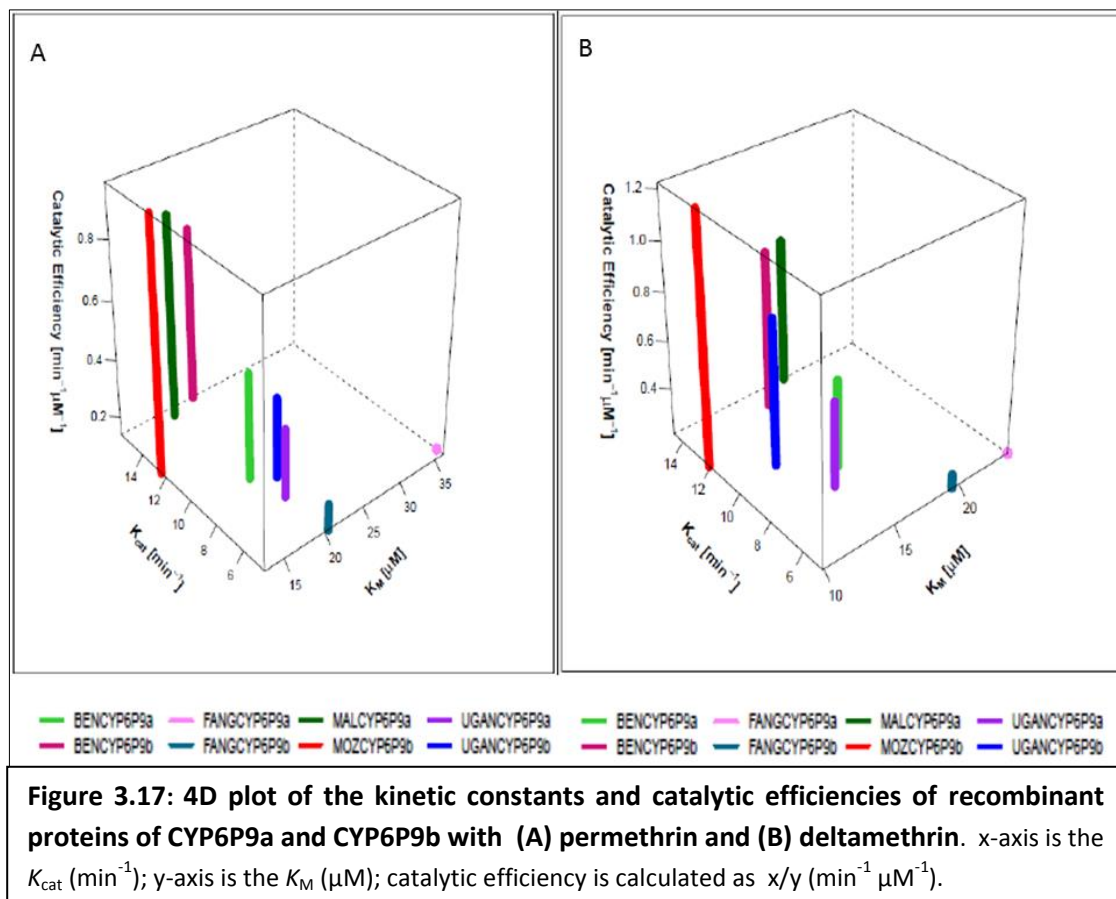 A
Catalytic Efficiency [min⁻¹µM⁻¹]
0.8
0.6
0.4
0.2
14
12
10
8
6
Kcat [min⁻¹]
15
20
25
30
35
KM [µM]
B
Catalytic Efficiency [min⁻¹µM⁻¹]
1.2
1.0
0.8
0.6
0.4
14
12
10
8
6
Kcat [min⁻¹]
10
15
20
KM [µM]
BENCYP6P9a FANGCYP6P9a MALCYP6P9a UGANCYP6P9a BENCYP6P9a FANGCYP6P9a MALCYP6P9a UGANCYP6P9a
BENCYP6P9b FANGCYP6P9b MOZCYP6P9b UGANCYP6P9b BENCYP6P9b FANGCYP6P9b MOZCYP6P9b UGANCYP6P9b
Figure 3.17: 4D plot of the kinetic constants and catalytic efficiencies of recombinant
proteins of CYP6P9a and CYP6P9b with (A) permethrin and (B) deltamethrin. x-axis is the
Kcat (min⁻¹); y-axis is the KM (µM); catalytic efficiency is calculated as x/y (min⁻¹ µM⁻¹).